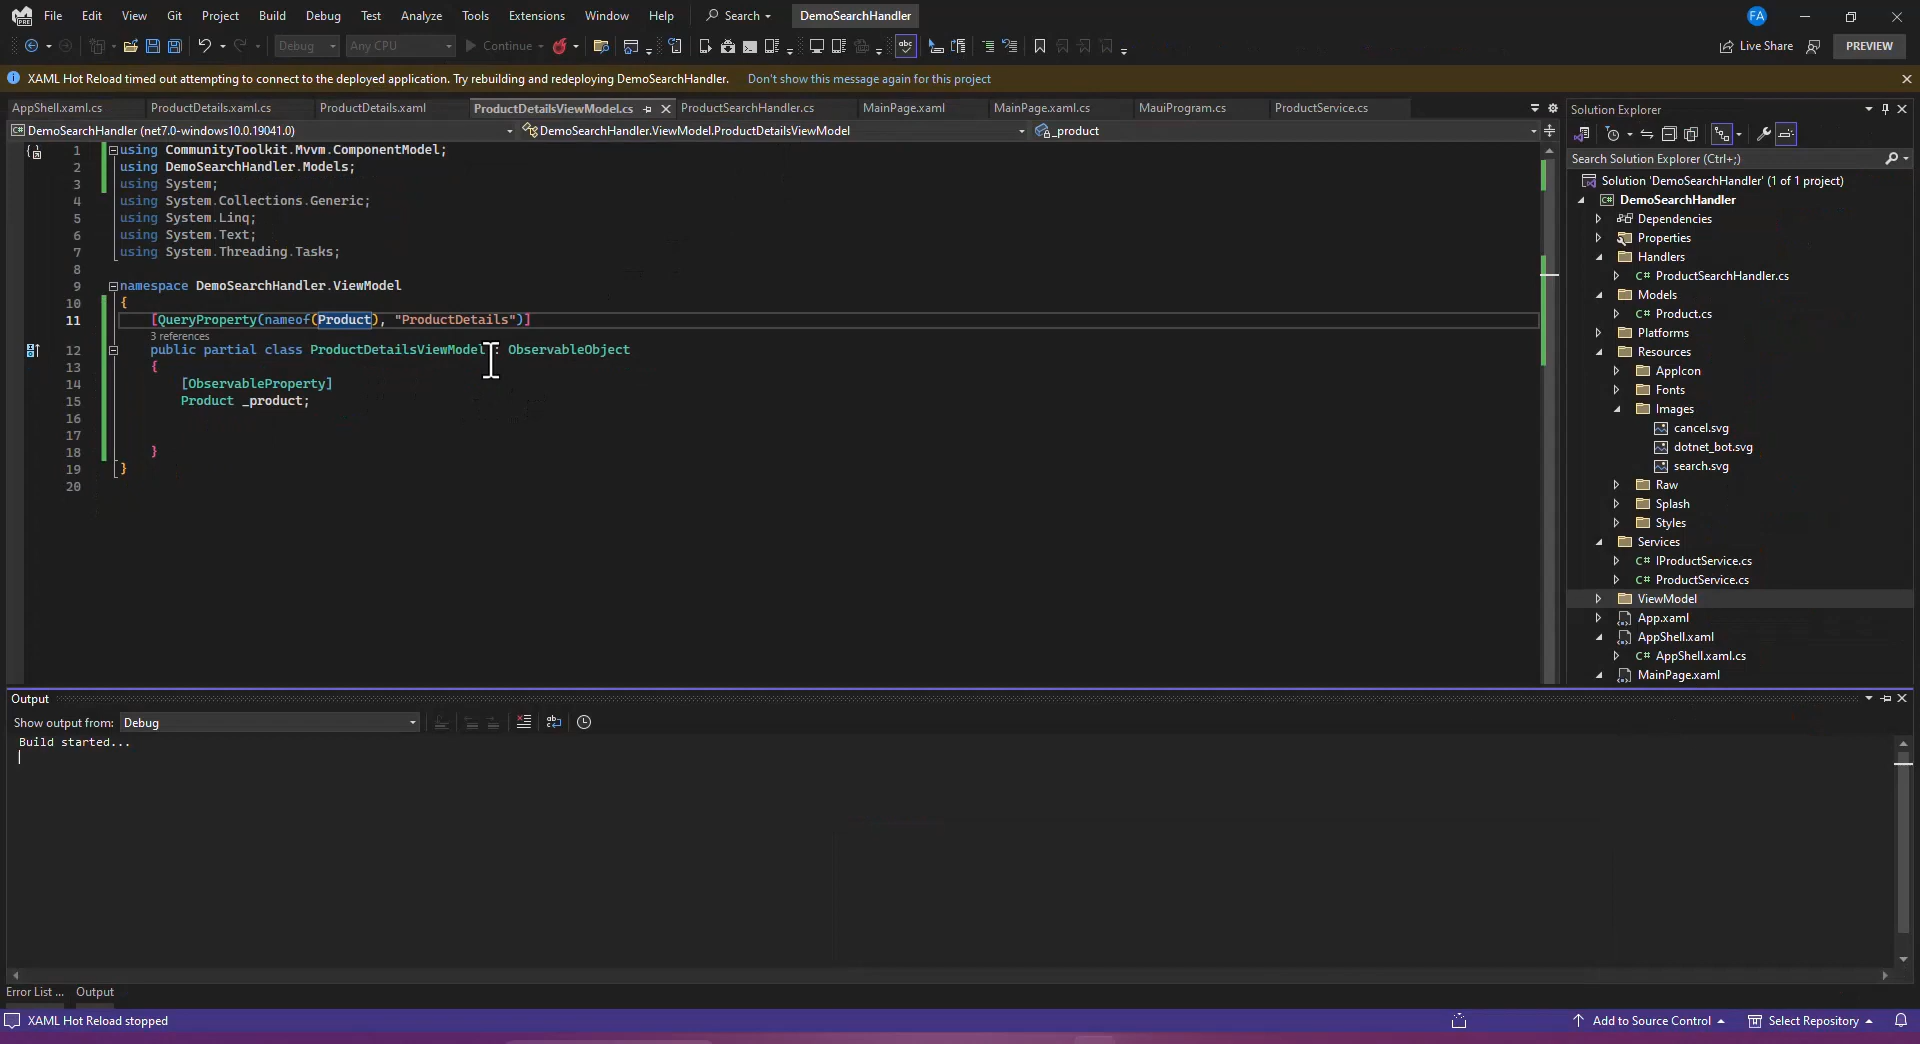 File Edit View Git Project Build Debug Test Analyze Tools Extensions Window Help Search DemoSearchHandler FA
Debug Any CPU Continue Live Share PREVIEW
XAML Hot Reload timed out attempting to connect to the deployed application. Try rebuilding and redeploying DemoSearchHandler. Don't show this message again for this project
AppShell.xaml.cs ProductDetails.xaml.cs ProductDetails.xaml ProductDetailsViewModel.cs ProductSearchHandler.cs MainPage.xaml MainPage.xaml.cs MauiProgram.cs ProductService.cs
DemoSearchHandler (net7.0-windows10.0.19041.0) DemoSearchHandler.ViewModel.ProductDetailsViewModel _product
1 using CommunityToolkit.Mvvm.ComponentModel;
2 using DemoSearchHandler.Models;
3 using System;
4 using System.Collections.Generic;
5 using System.Linq;
6 using System.Text;
7 using System.Threading.Tasks;
8
9 namespace DemoSearchHandler.ViewModel
10 {
11 [QueryProperty(nameof(Product), "ProductDetails")]
3 references
12 public partial class ProductDetailsViewModel : ObservableObject
13 {
14 [ObservableProperty]
15 Product _product;
16
17
18 }
19 }
20
Solution Explorer
Search Solution Explorer (Ctrl+;)
Solution 'DemoSearchHandler' (1 of 1 project)
DemoSearchHandler
Dependencies
Properties
Handlers
C# ProductSearchHandler.cs
Models
C# Product.cs
Platforms
Resources
AppIcon
Fonts
Images
cancel.svg
dotnet_bot.svg
search.svg
Raw
Splash
Styles
Services
C# IProductService.cs
C# ProductService.cs
ViewModel
App.xaml
AppShell.xaml
C# AppShell.xaml.cs
MainPage.xaml
Output
Show output from: Debug
Build started...
Error List ... Output
XAML Hot Reload stopped Add to Source Control Select Repository